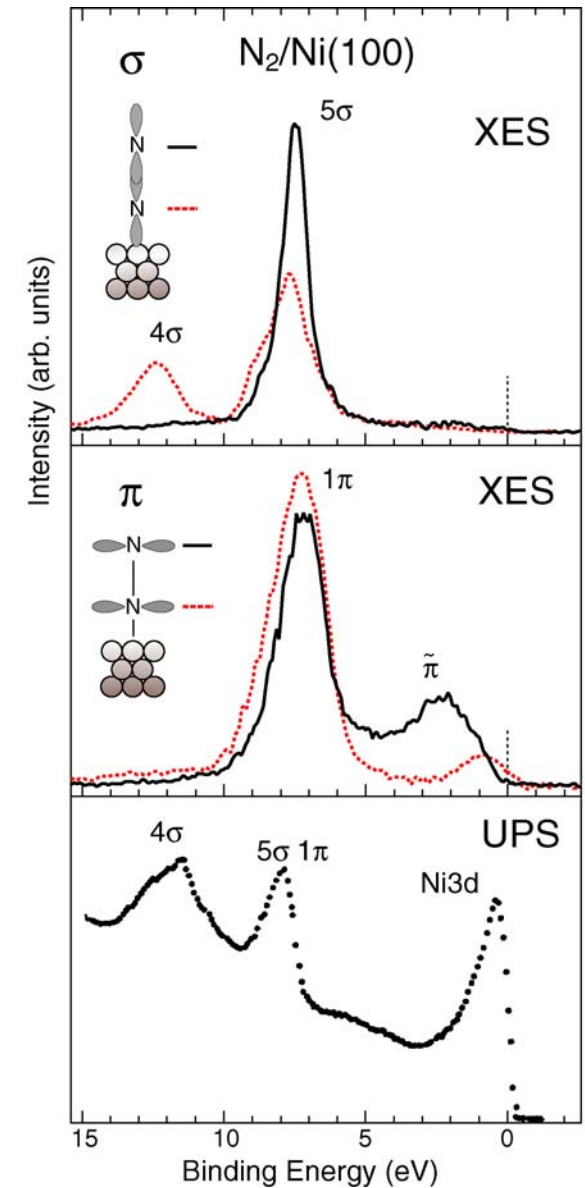 σ
N₂/Ni(100)
5σ
XES
N
N
4σ
Intensity (arb. units)
π
1π
XES
N
N
π̃
4σ
5σ 1π
UPS
Ni3d
15
10
5
0
Binding Energy (eV)